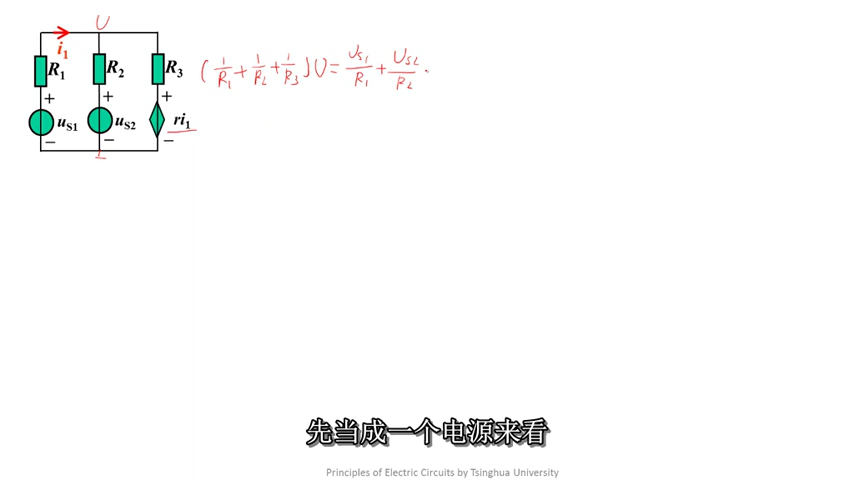 U
i₁
R₁
R₂
R₃
(1/R₁ + 1/R₂ + 1/R₃)U = US₁/R₁ + US₂/R₂
+
+
+
uS1
uS2
ri₁
−
−
−
先当成一个电源来看
Principles of Electric Circuits by Tsinghua University